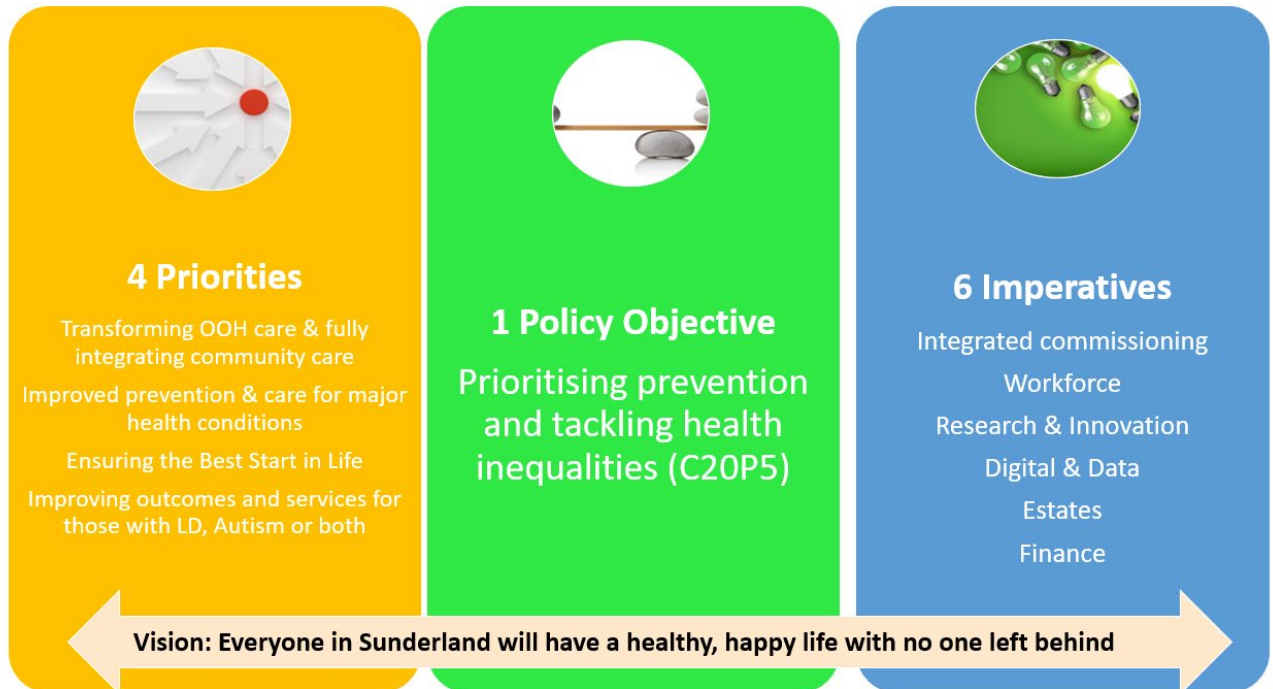 4 Priorities
Transforming OOH care & fully
integrating community care
Improved prevention & care for major
health conditions
Ensuring the Best Start in Life
Improving outcomes and services for
those with LD, Autism or both
1 Policy Objective
Prioritising prevention
and tackling health
inequalities (C20P5)
6 Imperatives
Integrated commissioning
Workforce
Research & Innovation
Digital & Data
Estates
Finance
Vision: Everyone in Sunderland will have a healthy, happy life with no one left behind